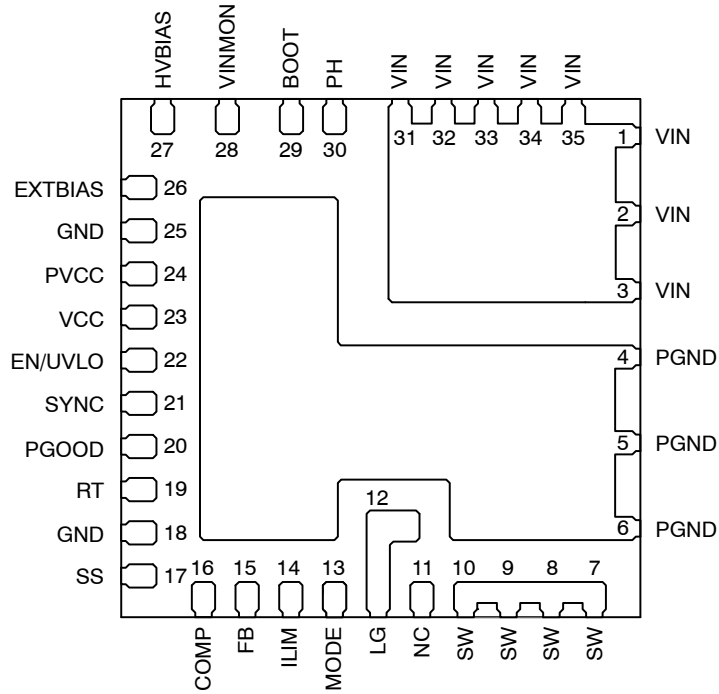 HVBIAS VINMON BOOT PH VIN VIN VIN VIN VIN
27 28 29 30 31 32 33 34 35 1 VIN
EXTBIAS 26
2 VIN
GND 25
PVCC 24
3 VIN
VCC 23
EN/UVLO 22 4 PGND
SYNC 21
PGOOD 20 5 PGND
RT 19 12
GND 18 6 PGND
SS 17 16 15 14 13 11 10 9 8 7
COMP FB ILIM MODE LG NC SW SW SW SW